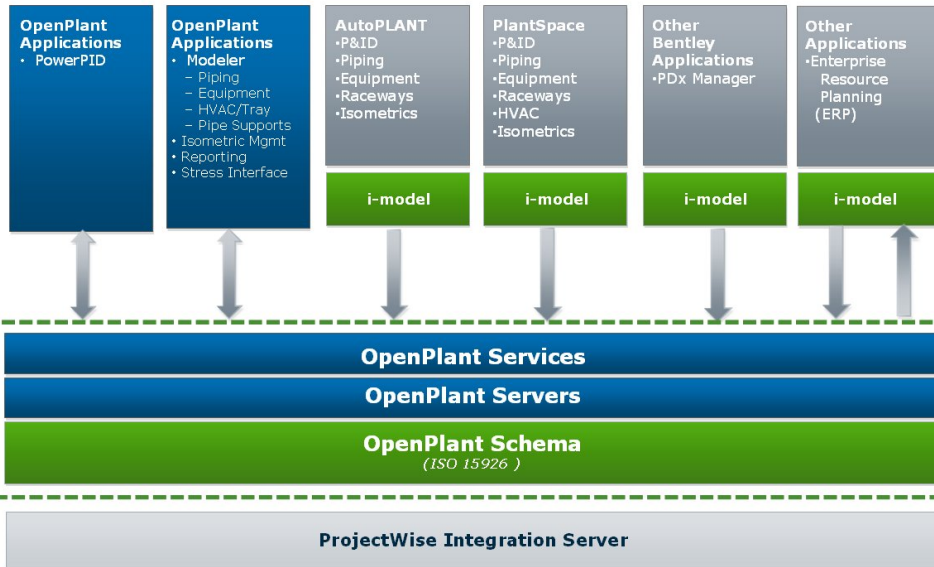 OpenPlant
Applications
• PowerPID
OpenPlant
Applications
• Modeler
– Piping
– Equipment
– HVAC/Tray
– Pipe Supports
• Isometric Mgmt
• Reporting
• Stress Interface
AutoPLANT
•P&ID
•Piping
•Equipment
•Raceways
•Isometrics
PlantSpace
•P&ID
•Piping
•Equipment
•Raceways
•HVAC
•Isometrics
Other
Bentley
Applications
•PDx Manager
Other
Applications
•Enterprise
Resource
Planning
(ERP)
i-model
i-model
i-model
i-model
OpenPlant Services
OpenPlant Servers
OpenPlant Schema
(ISO 15926 )
ProjectWise Integration Server